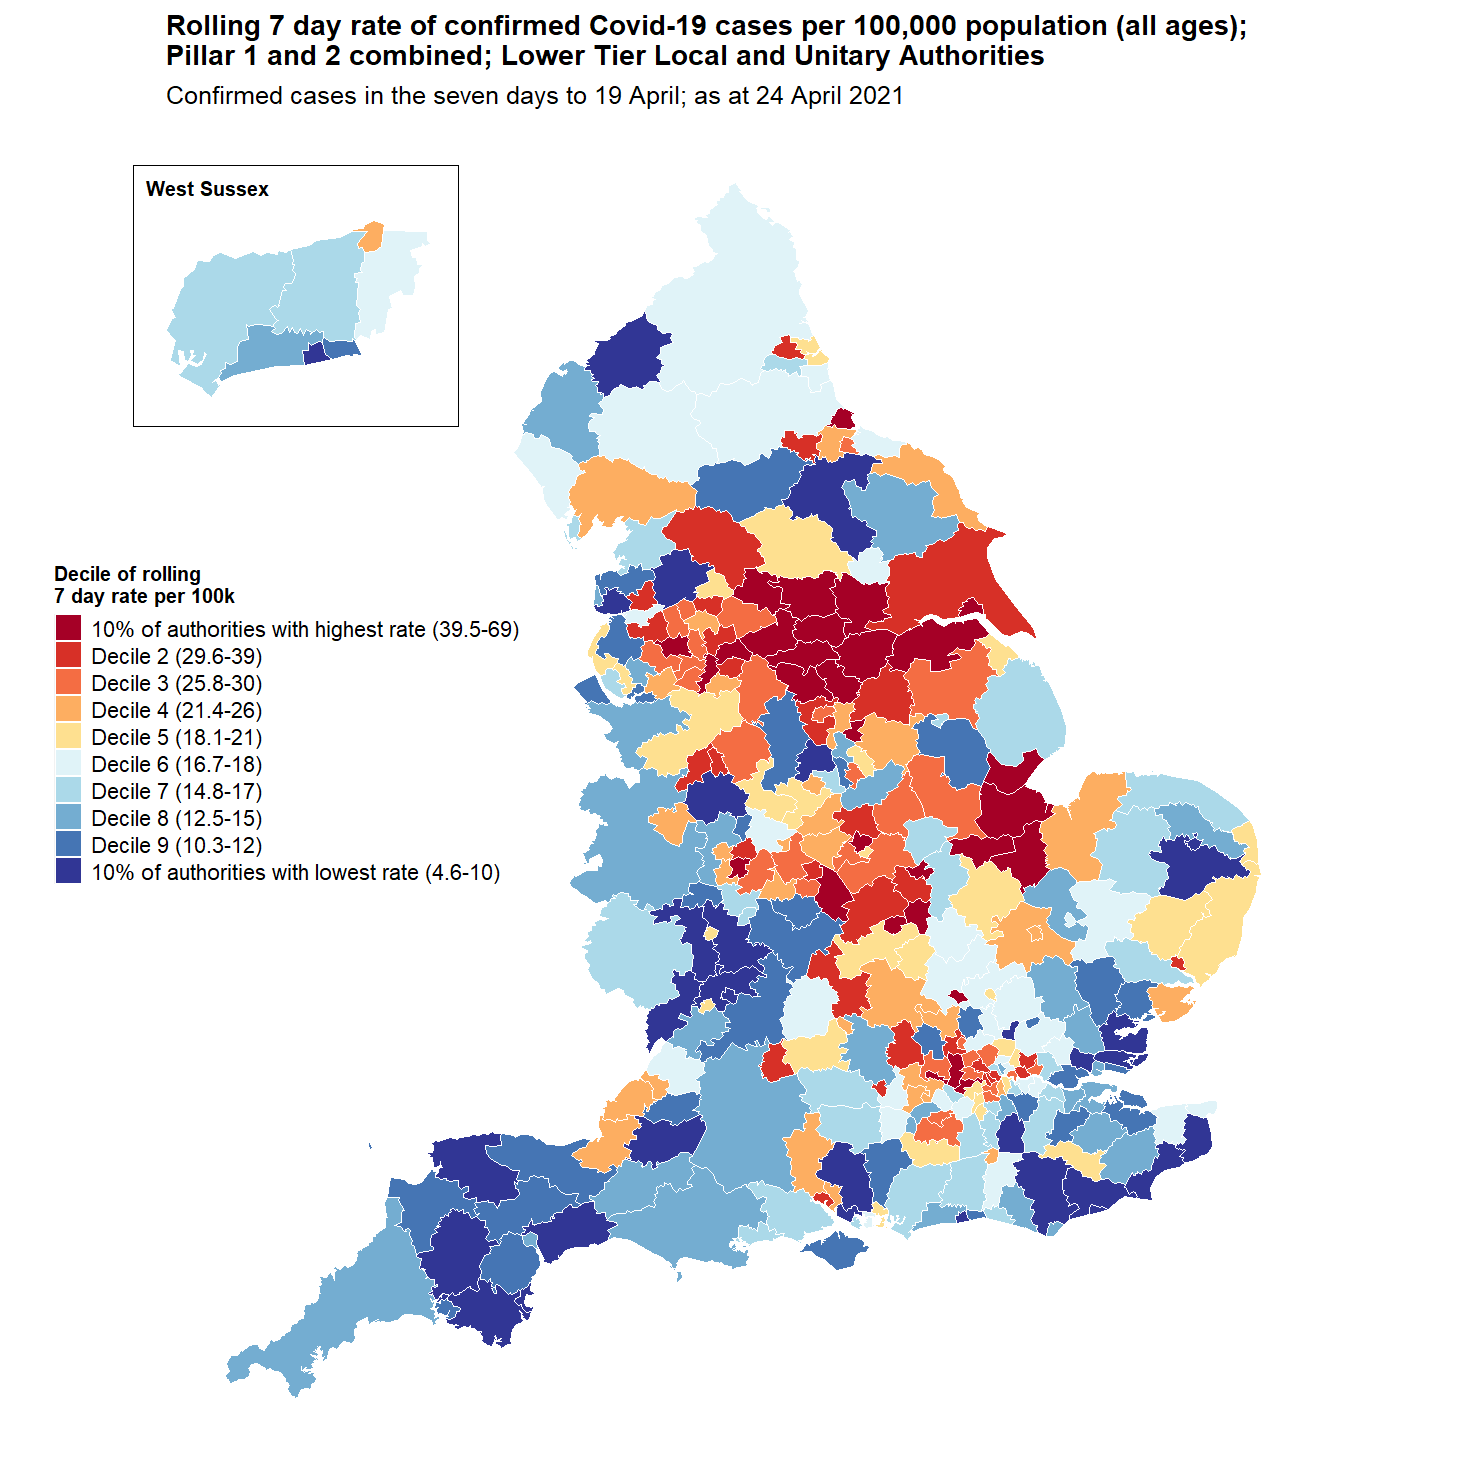 Rolling 7 day rate of confirmed Covid-19 cases per 100,000 population (all ages);
Pillar 1 and 2 combined; Lower Tier Local and Unitary Authorities
Confirmed cases in the seven days to 19 April; as at 24 April 2021
West Sussex
Decile of rolling
7 day rate per 100k
10% of authorities with highest rate (39.5-69)
Decile 2 (29.6-39)
Decile 3 (25.8-30)
Decile 4 (21.4-26)
Decile 5 (18.1-21)
Decile 6 (16.7-18)
Decile 7 (14.8-17)
Decile 8 (12.5-15)
Decile 9 (10.3-12)
10% of authorities with lowest rate (4.6-10)